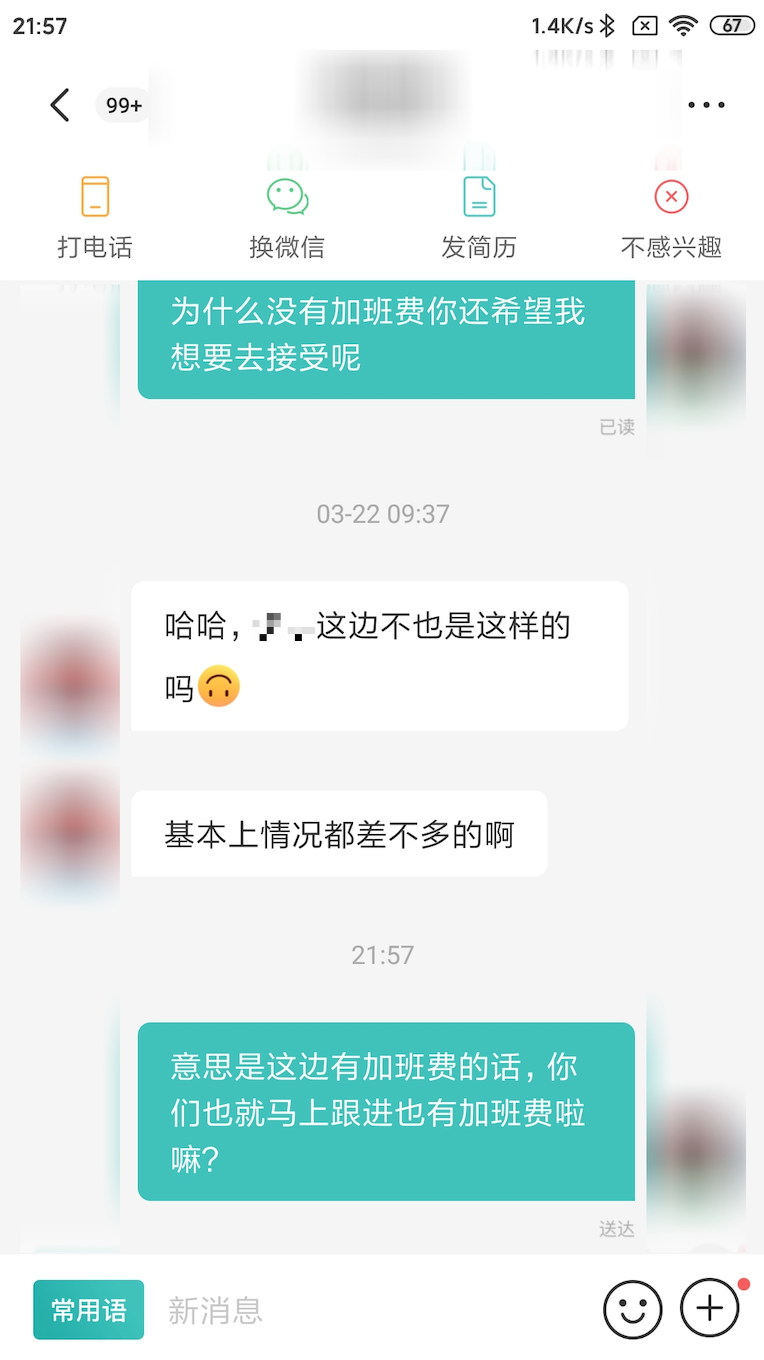 21:57 1.4K/s 67
99+
打电话 换微信 发简历 不感兴趣
为什么没有加班费你还希望我
想要去接受呢
已读
03-22 09:37
哈哈，这边不也是这样的
吗🙃
基本上情况都差不多的啊
21:57
意思是这边有加班费的话，你
们也就马上跟进也有加班费啦
嘛?
送达
常用语 新消息